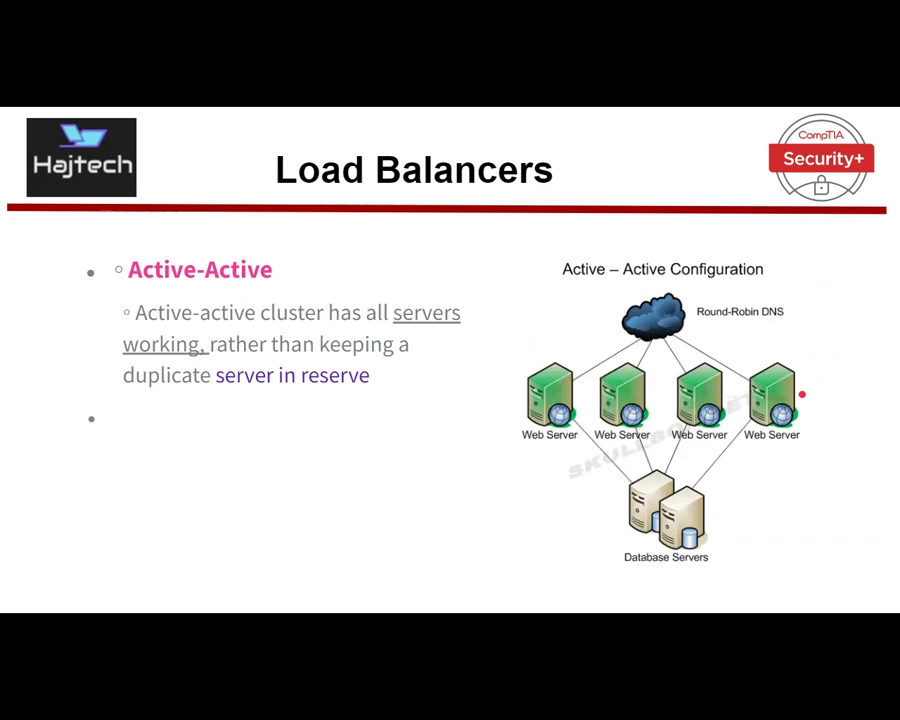 Hajtech
Load Balancers
CompTIA
Security+
Active-Active
Active-active cluster has all servers
working, rather than keeping a
duplicate server in reserve
Active – Active Configuration
Round-Robin DNS
Web Server Web Server Web Server Web Server
Database Servers